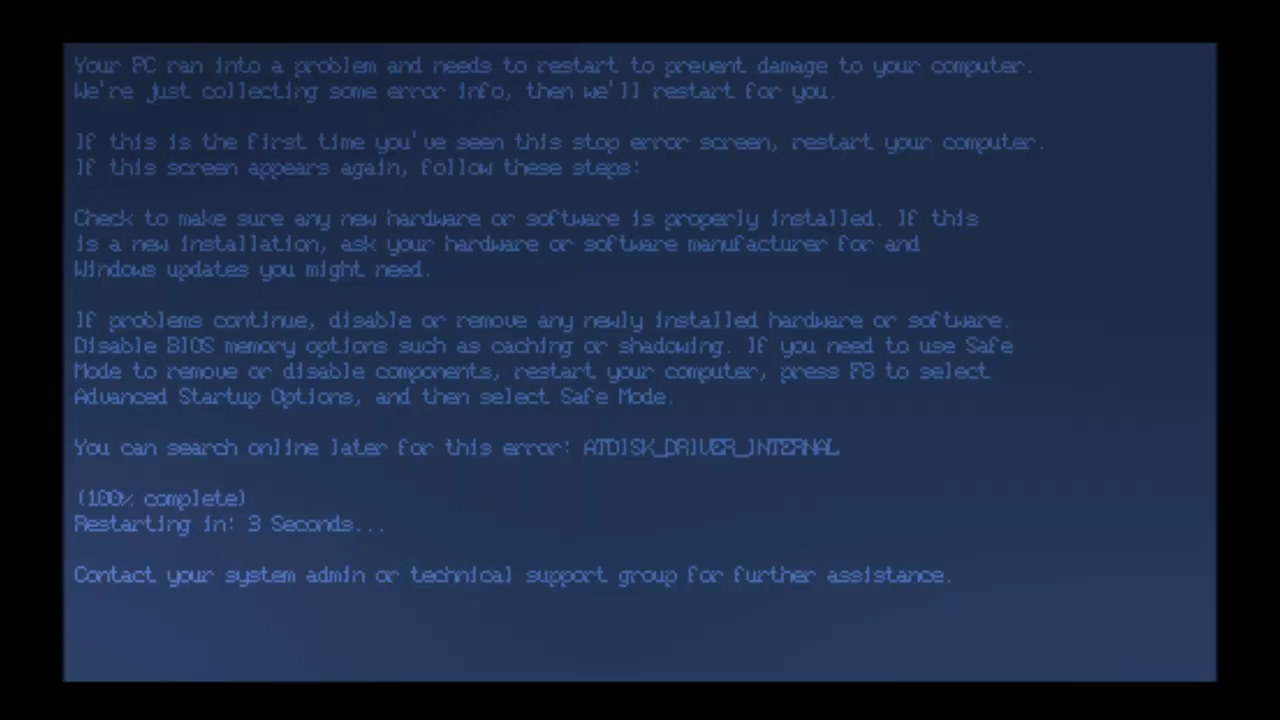 Your PC ran into a problem and needs to restart to prevent damage to your computer.
We're just collecting some error info, then we'll restart for you.
If this is the first time you've seen this stop error screen, restart your computer.
If this screen appears again, follow these steps:
Check to make sure any new hardware or software is properly installed. If this
is a new installation, ask your hardware or software manufacturer for and
Windows updates you might need.
If problems continue, disable or remove any newly installed hardware or software.
Disable BIOS memory options such as caching or shadowing. If you need to use Safe
Mode to remove or disable components, restart your computer, press F8 to select
Advanced Startup Options, and then select Safe Mode.
You can search online later for this error: ATDISK_DRIVER_INTERNAL
(100% complete)
Restarting in: 3 Seconds...
Contact your system admin or technical support group for further assistance.